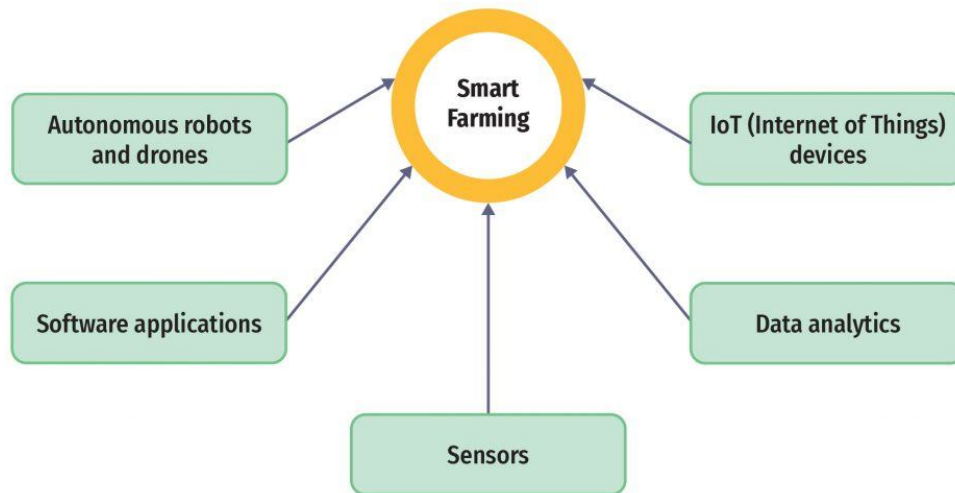 Smart
Farming
Autonomous robots
and drones
IoT (Internet of Things)
devices
Software applications
Data analytics
Sensors